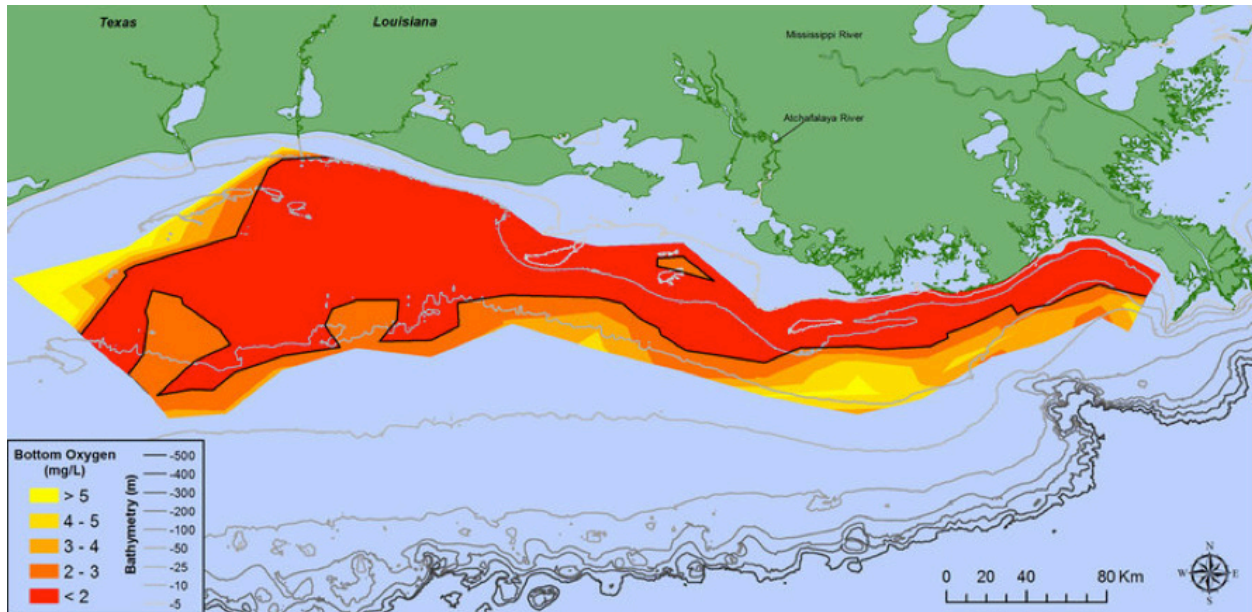 Texas
Louisiana
Mississippi River
Atchafalaya River
Bottom Oxygen
(mg/L)
> 5
4 - 5
3 - 4
2 - 3
< 2
Bathymetry (m)
-500
-400
-300
-200
-100
-50
-25
-10
-5
0 20 40 80 Km
N
W E
S